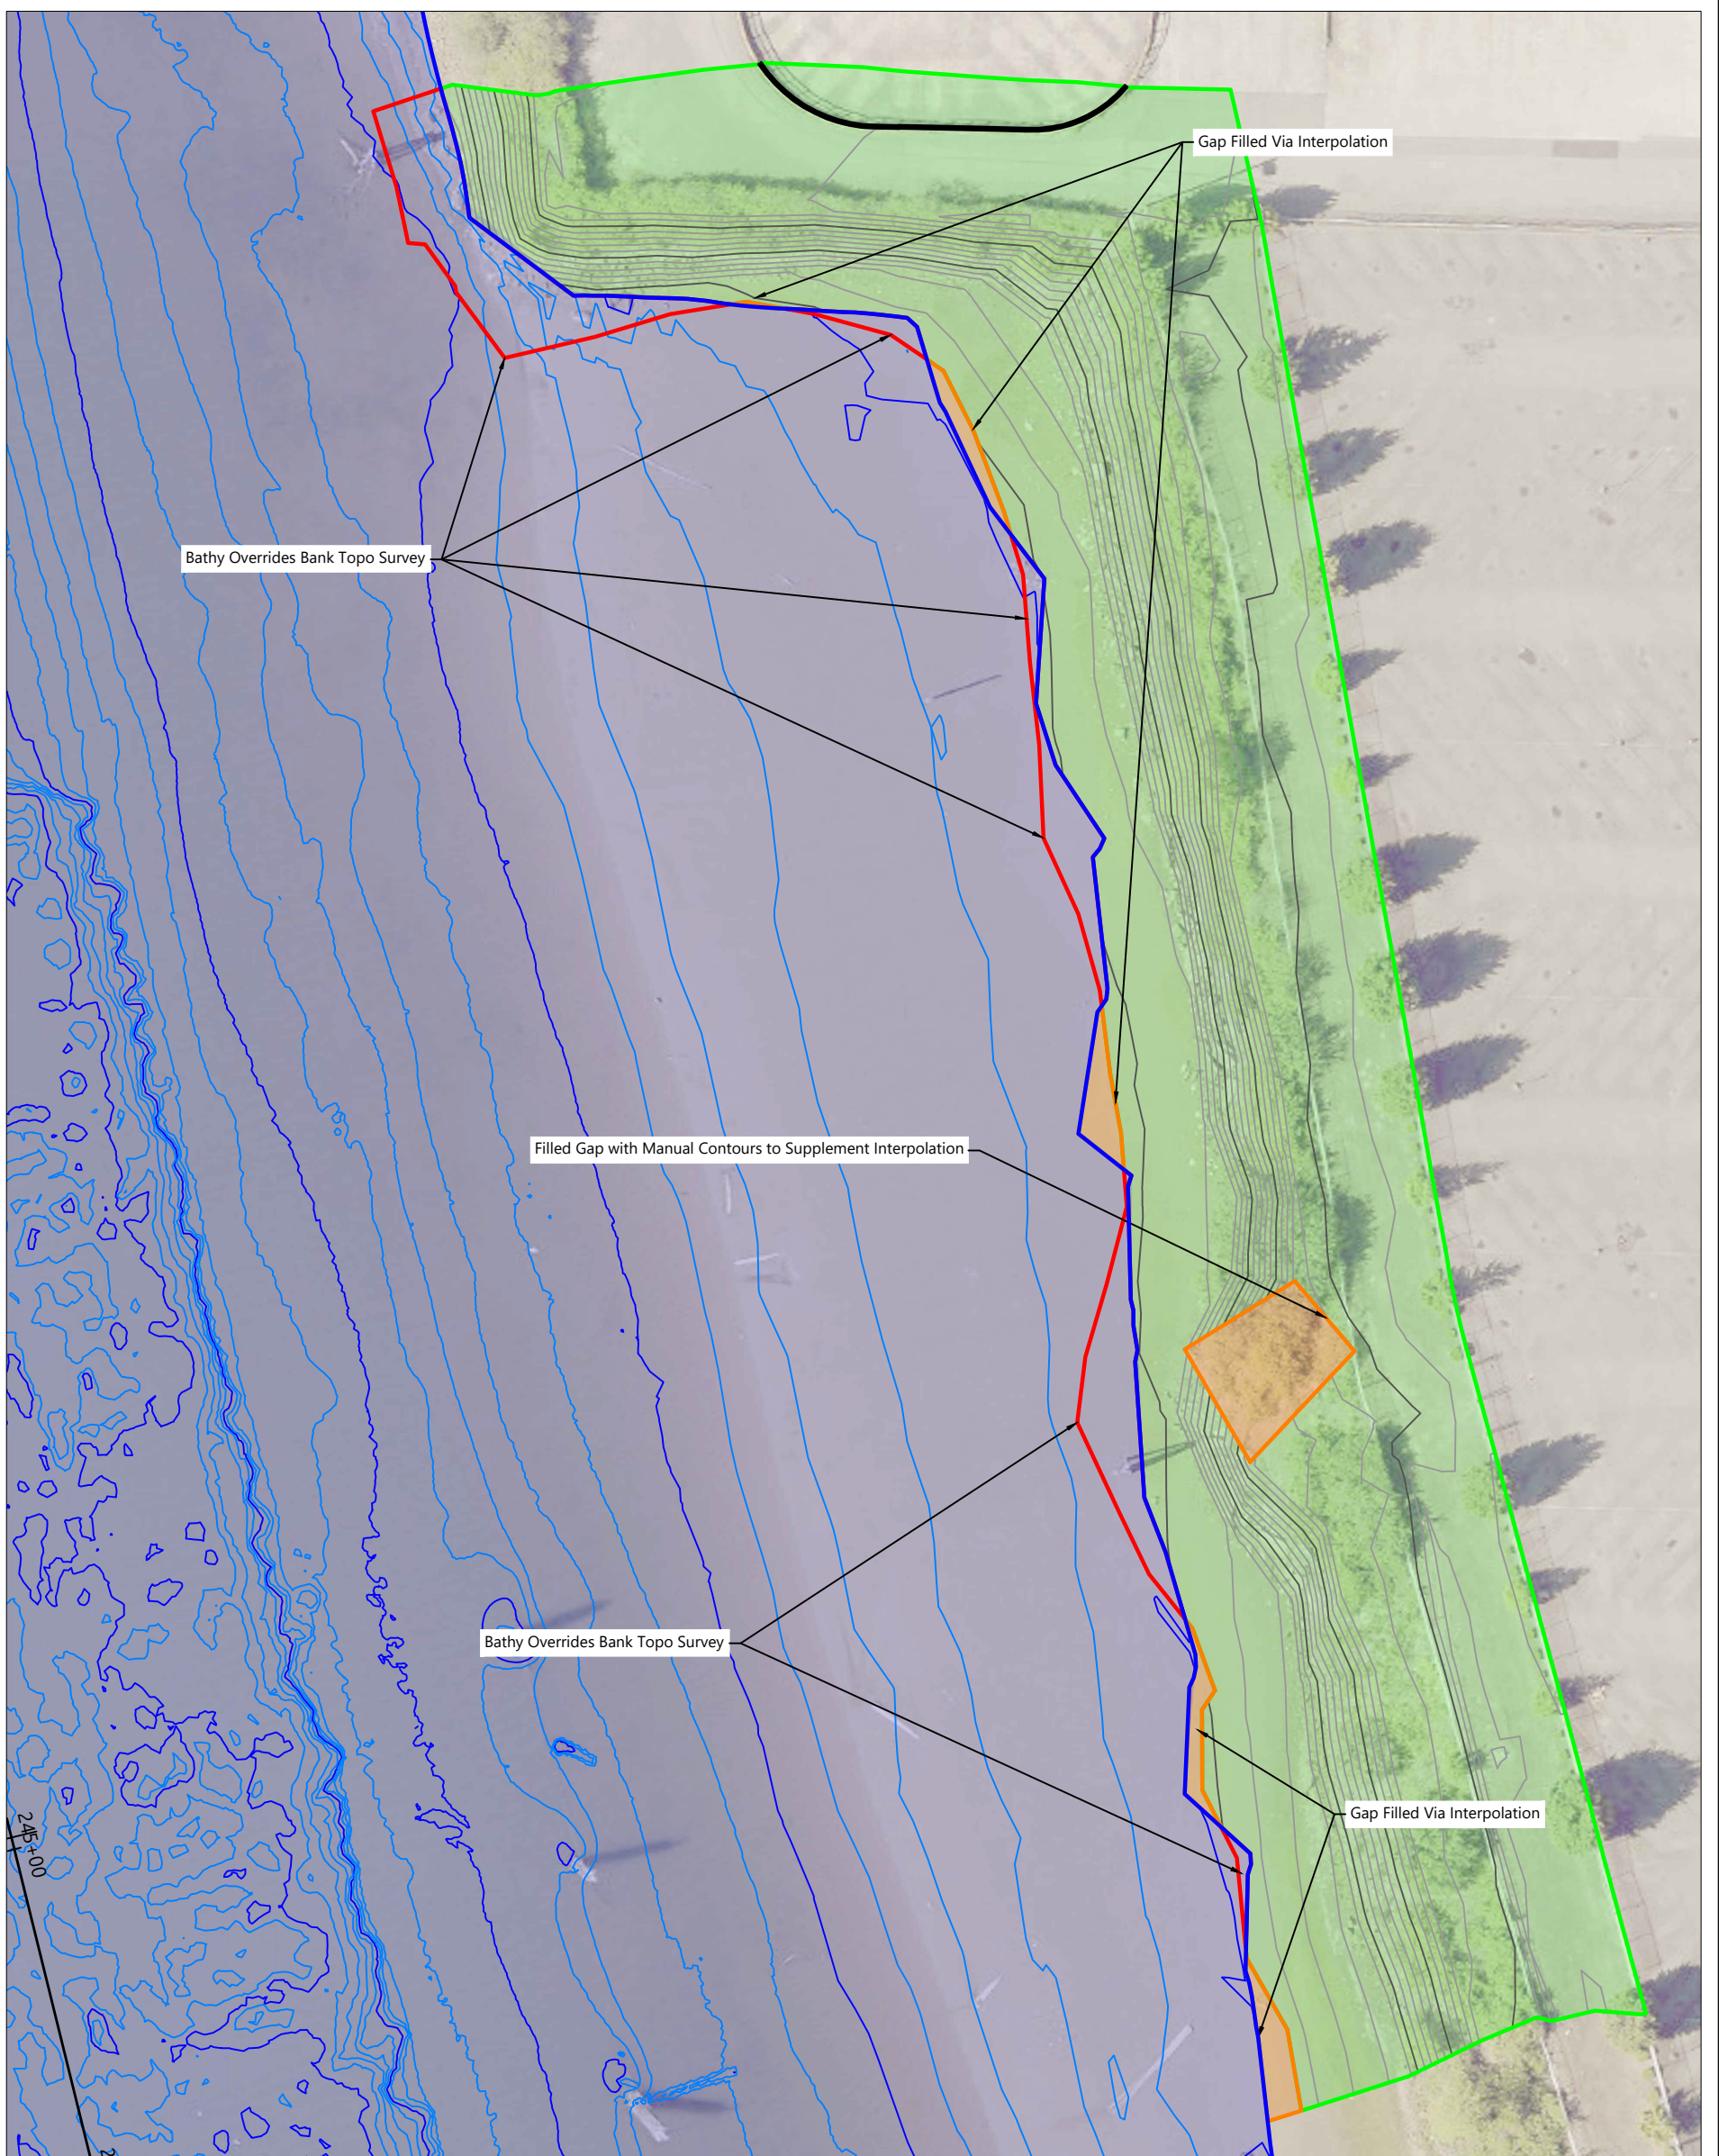 Gap Filled Via Interpolation
Bathy Overrides Bank Topo Survey
Filled Gap with Manual Contours to Supplement Interpolation
Bathy Overrides Bank Topo Survey
Gap Filled Via Interpolation
245+00
2